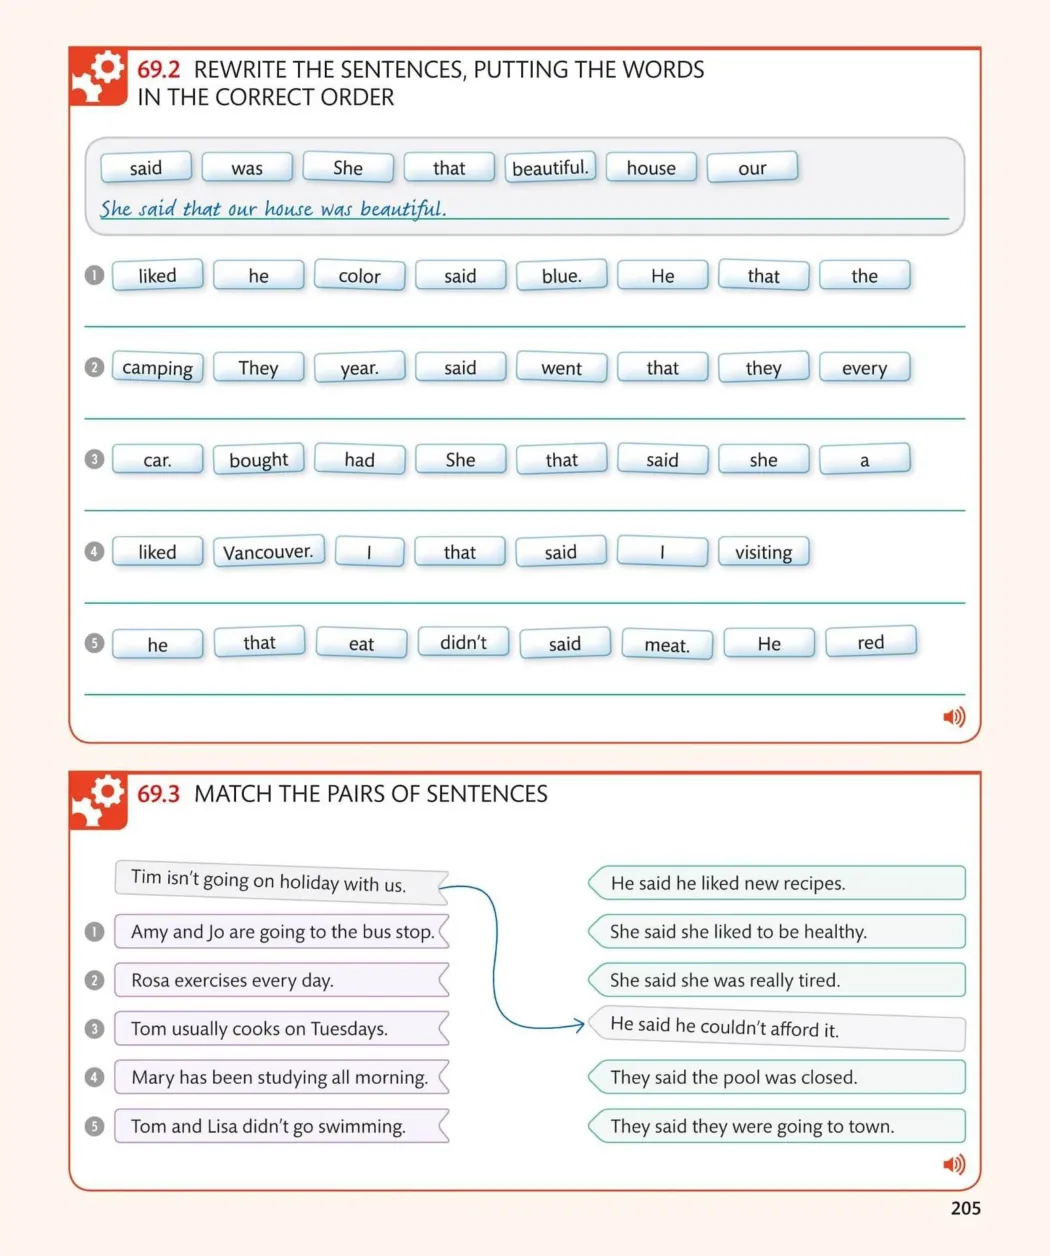 69.2 REWRITE THE SENTENCES, PUTTING THE WORDS
IN THE CORRECT ORDER
said was She that beautiful. house our
She said that our house was beautiful.
1 liked he color said blue. He that the
2 camping They year. said went that they every
3 car. bought had She that said she a
4 liked Vancouver. I that said I visiting
5 he that eat didn't said meat. He red
69.3 MATCH THE PAIRS OF SENTENCES
Tim isn't going on holiday with us. He said he liked new recipes.
1 Amy and Jo are going to the bus stop. She said she liked to be healthy.
2 Rosa exercises every day. She said she was really tired.
3 Tom usually cooks on Tuesdays. He said he couldn't afford it.
4 Mary has been studying all morning. They said the pool was closed.
5 Tom and Lisa didn't go swimming. They said they were going to town.
205